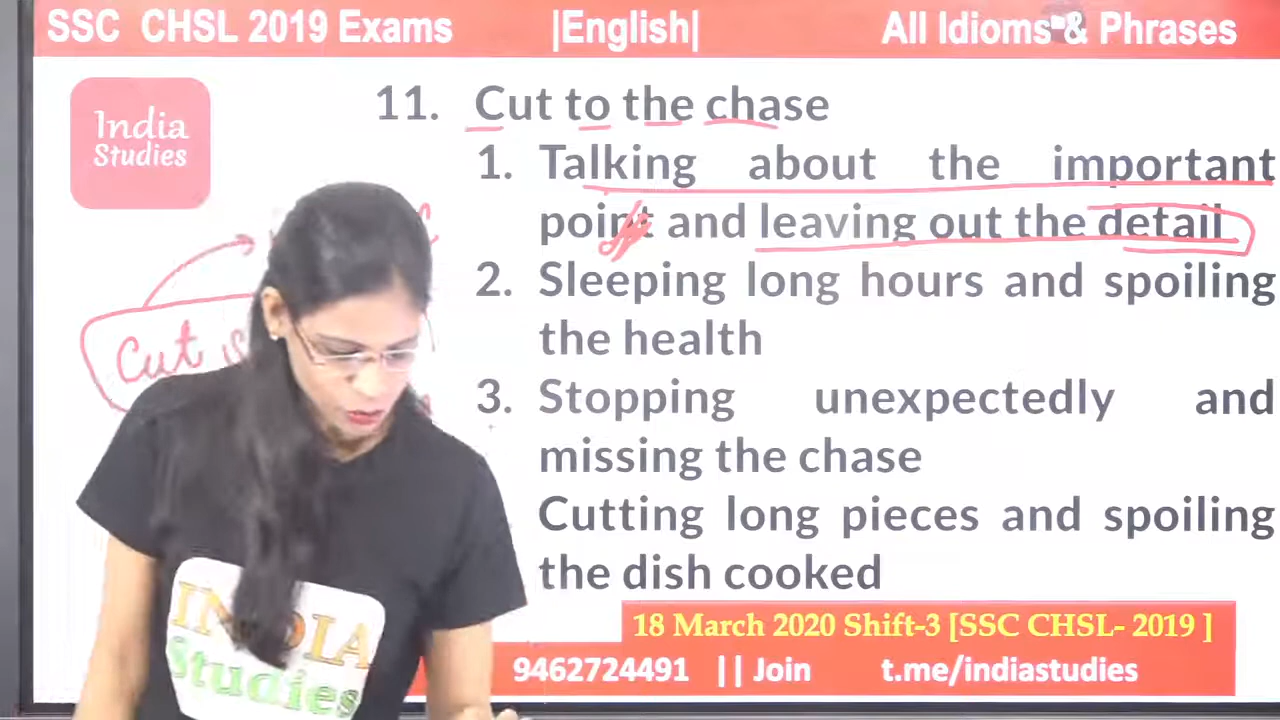 SSC CHSL 2019 Exams |English| All Idioms & Phrases
India
Studies
11. Cut to the chase
1. Talking about the important
point and leaving out the detail
2. Sleeping long hours and spoiling
the health
3. Stopping unexpectedly and
missing the chase
Cutting long pieces and spoiling
the dish cooked
Cut
INDIA
Studies
18 March 2020 Shift-3 [SSC CHSL- 2019 ]
9462724491 || Join t.me/indiastudies